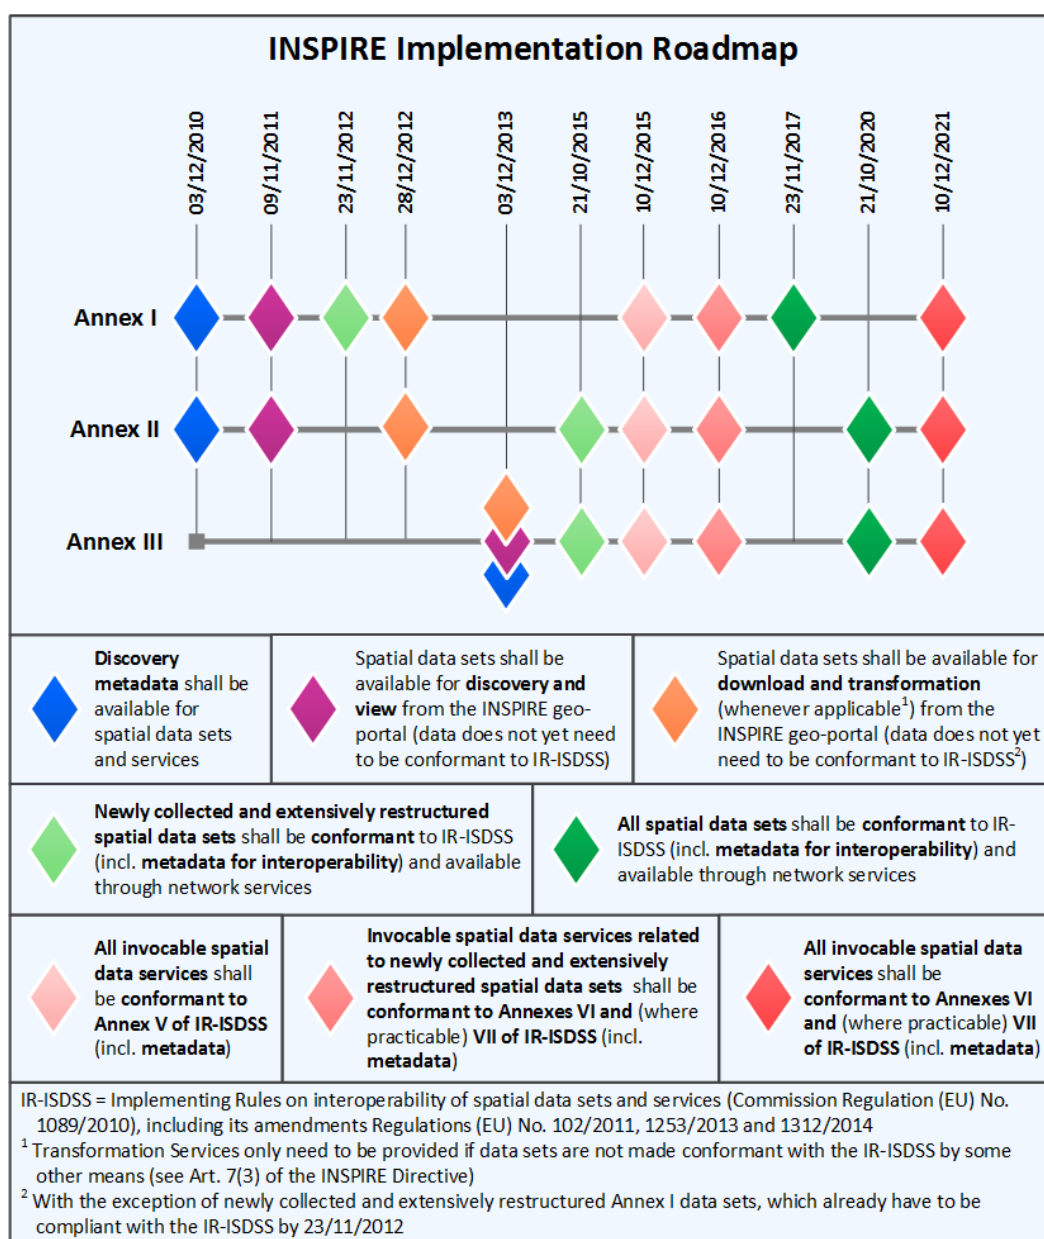 INSPIRE Implementation Roadmap
03/12/2010
09/11/2011
23/11/2012
28/12/2012
03/12/2013
21/10/2015
10/12/2015
10/12/2016
23/11/2017
21/10/2020
10/12/2021
Annex I
Annex II
Annex III
Discovery
metadata shall be
available for
spatial data sets
and services
Spatial data sets shall be
available for discovery and
view from the INSPIRE geo-
portal (data does not yet need
to be conformant to IR-ISDSS)
Spatial data sets shall be available for
download and transformation
(whenever applicable¹) from the
INSPIRE geo-portal (data does not yet
need to be conformant to IR-ISDSS²)
Newly collected and extensively restructured
spatial data sets shall be conformant to IR-ISDSS
(incl. metadata for interoperability) and available
through network services
All spatial data sets shall be conformant to IR-
ISDSS (incl. metadata for interoperability) and
available through network services
All invocable spatial
data services shall
be conformant to
Annex V of IR-ISDSS
(incl. metadata)
Invocable spatial data services related
to newly collected and extensively
restructured spatial data sets shall be
conformant to Annexes VI and (where
practicable) VII of IR-ISDSS (incl.
metadata)
All invocable spatial data
services shall be
conformant to Annexes VI
and (where practicable) VII
of IR-ISDSS (incl. metadata)
IR-ISDSS = Implementing Rules on interoperability of spatial data sets and services (Commission Regulation (EU) No.
1089/2010), including its amendments Regulations (EU) No. 102/2011, 1253/2013 and 1312/2014
¹ Transformation Services only need to be provided if data sets are not made conformant with the IR-ISDSS by some
other means (see Art. 7(3) of the INSPIRE Directive)
² With the exception of newly collected and extensively restructured Annex I data sets, which already have to be
compliant with the IR-ISDSS by 23/11/2012